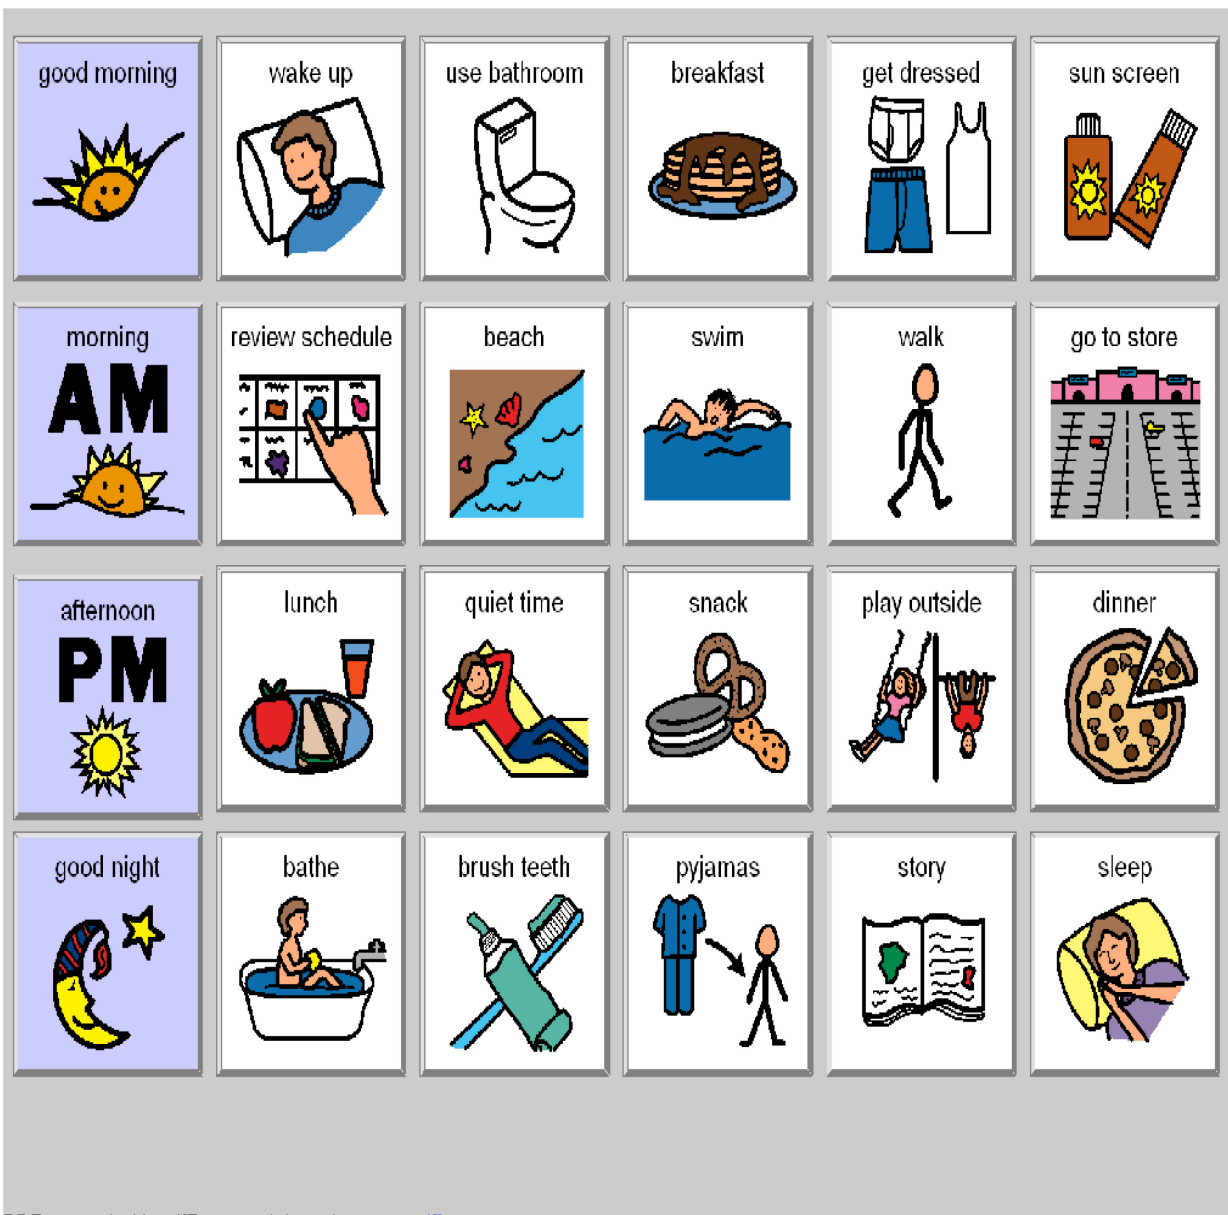 good morning
wake up
use bathroom
breakfast
get dressed
sun screen
morning
AM
review schedule
beach
swim
walk
go to store
afternoon
PM
lunch
quiet time
snack
play outside
dinner
good night
bathe
brush teeth
pyjamas
story
sleep